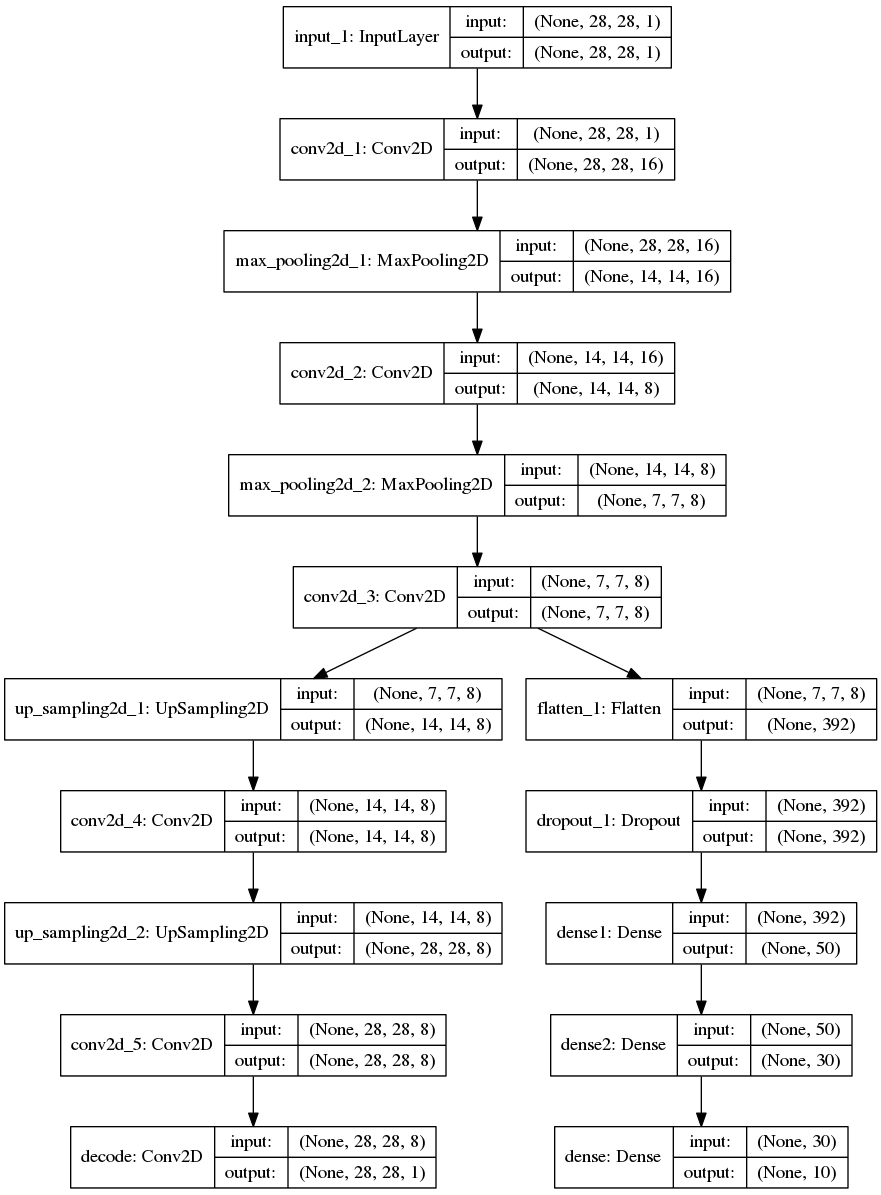 input_1: InputLayer
input: (None, 28, 28, 1)
output: (None, 28, 28, 1)
conv2d_1: Conv2D
input: (None, 28, 28, 1)
output: (None, 28, 28, 16)
max_pooling2d_1: MaxPooling2D
input: (None, 28, 28, 16)
output: (None, 14, 14, 16)
conv2d_2: Conv2D
input: (None, 14, 14, 16)
output: (None, 14, 14, 8)
max_pooling2d_2: MaxPooling2D
input: (None, 14, 14, 8)
output: (None, 7, 7, 8)
conv2d_3: Conv2D
input: (None, 7, 7, 8)
output: (None, 7, 7, 8)
up_sampling2d_1: UpSampling2D
input: (None, 7, 7, 8)
output: (None, 14, 14, 8)
conv2d_4: Conv2D
input: (None, 14, 14, 8)
output: (None, 14, 14, 8)
up_sampling2d_2: UpSampling2D
input: (None, 14, 14, 8)
output: (None, 28, 28, 8)
conv2d_5: Conv2D
input: (None, 28, 28, 8)
output: (None, 28, 28, 8)
decode: Conv2D
input: (None, 28, 28, 8)
output: (None, 28, 28, 1)
flatten_1: Flatten
input: (None, 7, 7, 8)
output: (None, 392)
dropout_1: Dropout
input: (None, 392)
output: (None, 392)
dense1: Dense
input: (None, 392)
output: (None, 50)
dense2: Dense
input: (None, 50)
output: (None, 30)
dense: Dense
input: (None, 30)
output: (None, 10)